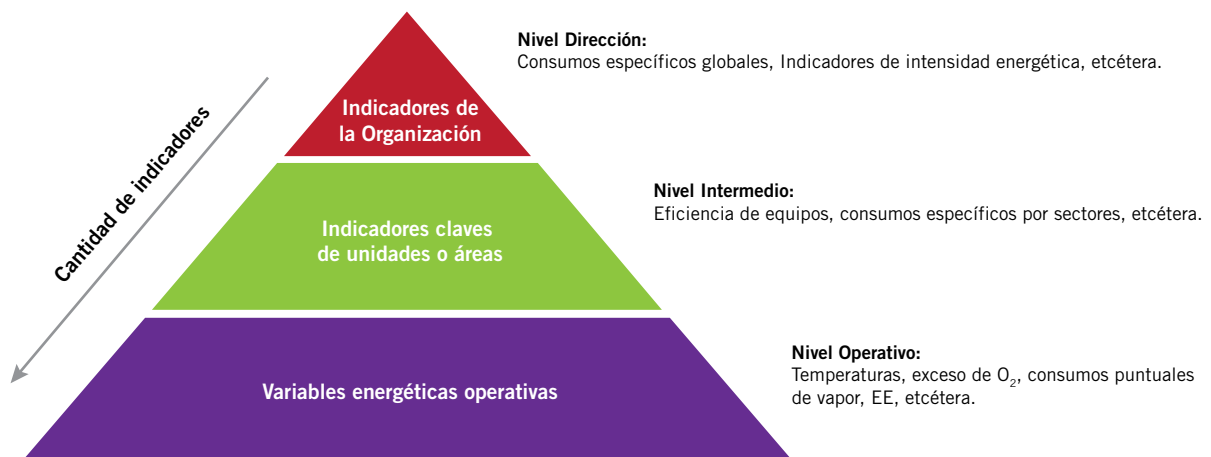 Nivel Dirección:
Consumos específicos globales, Indicadores de intensidad energética, etcétera.
Indicadores de
la Organización
Cantidad de indicadores
Nivel Intermedio:
Eficiencia de equipos, consumos específicos por sectores, etcétera.
Indicadores claves
de unidades o áreas
Nivel Operativo:
Temperaturas, exceso de O₂, consumos puntuales
de vapor, EE, etcétera.
Variables energéticas operativas